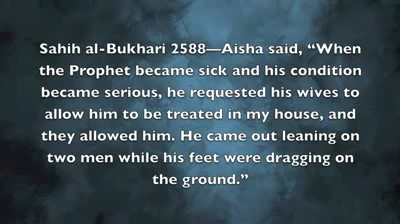 Sahih al-Bukhari 2588—Aisha said, “When
the Prophet became sick and his condition
became serious, he requested his wives to
allow him to be treated in my house, and
they allowed him. He came out leaning on
two men while his feet were dragging on
the ground.”